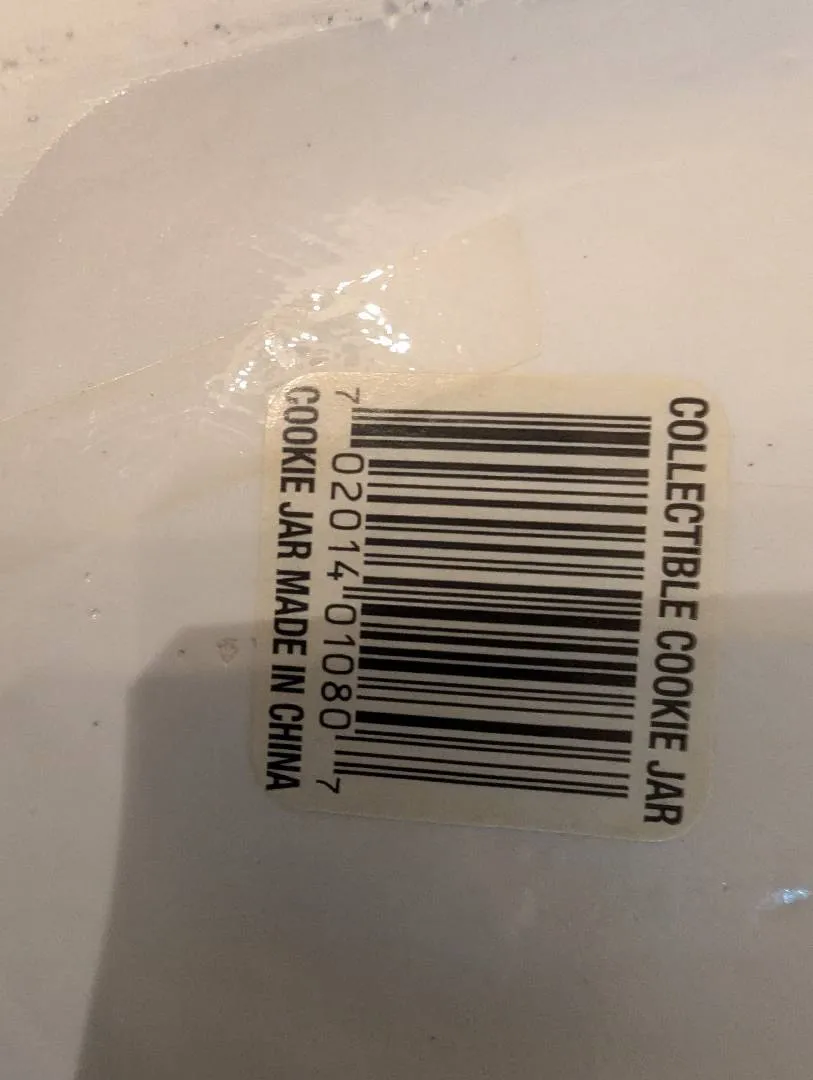 COLLECTIBLE COOKIE JAR
7 02014 01080 7
COOKIE JAR MADE IN CHINA